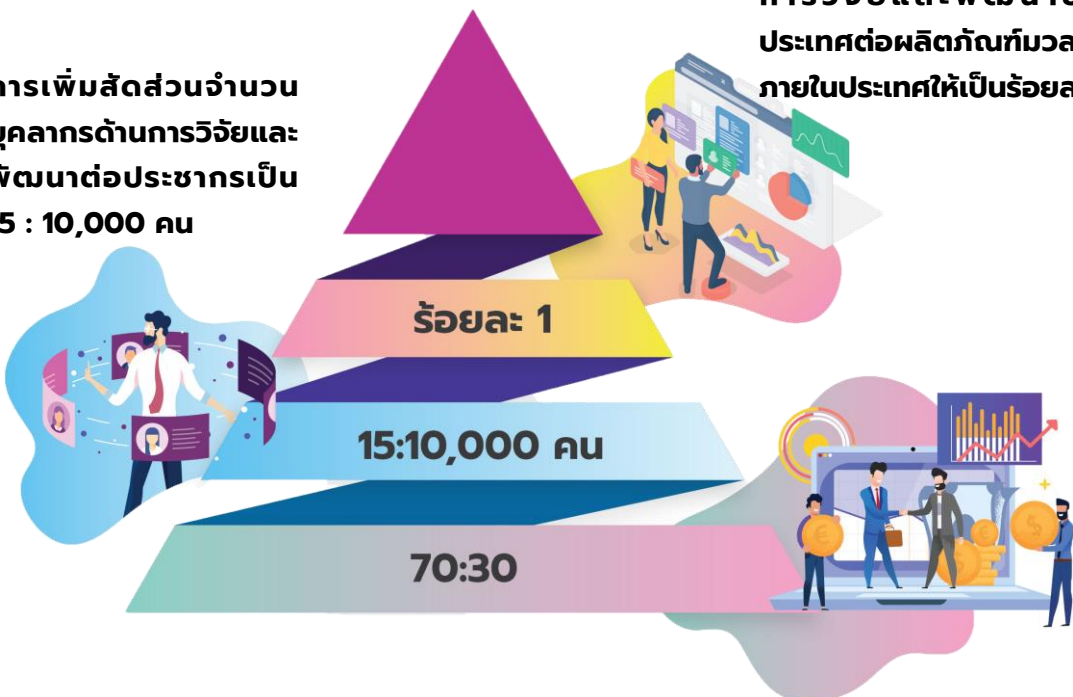 การเพิ่มสัดส่วนจำนวน
บุคลากรด้านการวิจัยและ
พัฒนาต่อประชากรเป็น
5 : 10,000 คน
ประเทศต่อผลิตภัณฑ์มวล
ภายในประเทศให้เป็นร้อยล
ร้อยละ 1
15:10,000 คน
70:30